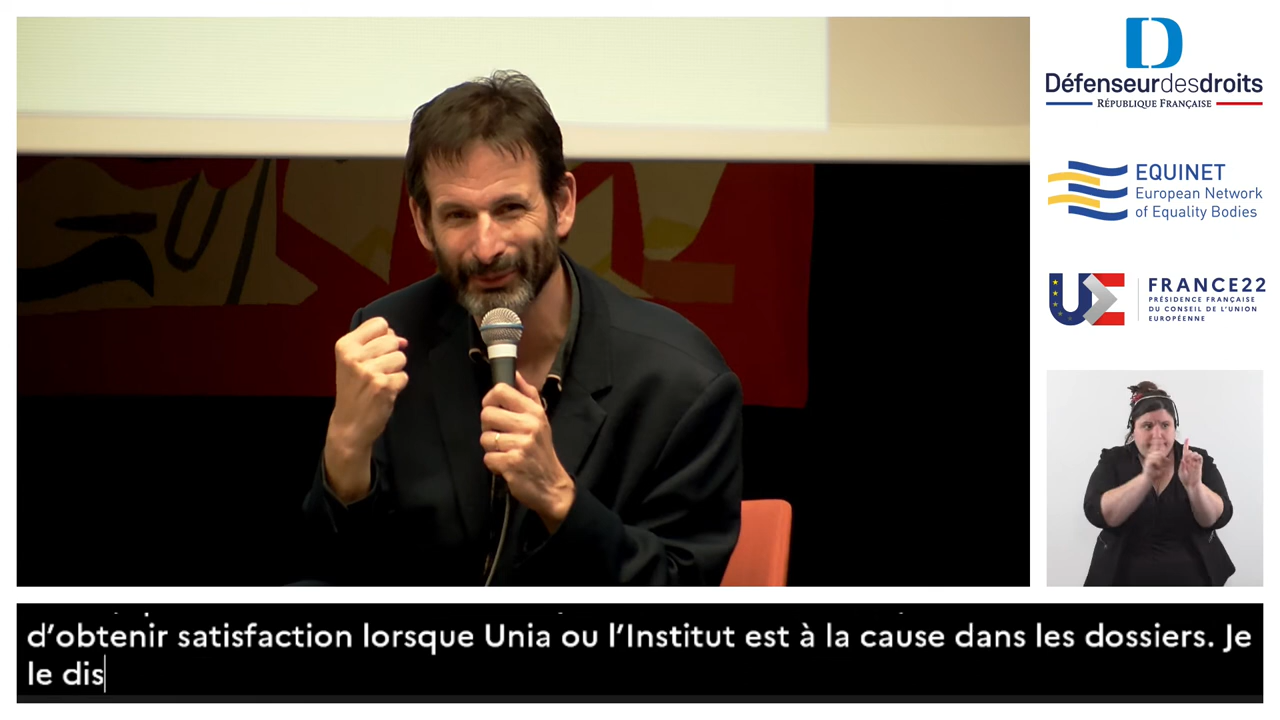 Défenseurdesdroits
RÉPUBLIQUE FRANÇAISE
EQUINET
European Network
of Equality Bodies
FRANCE22
PRÉSIDENCE FRANÇAISE
DU CONSEIL DE L'UNION
EUROPÉENNE
d'obtenir satisfaction lorsque Unia ou l'Institut est à la cause dans les dossiers. Je
le dis